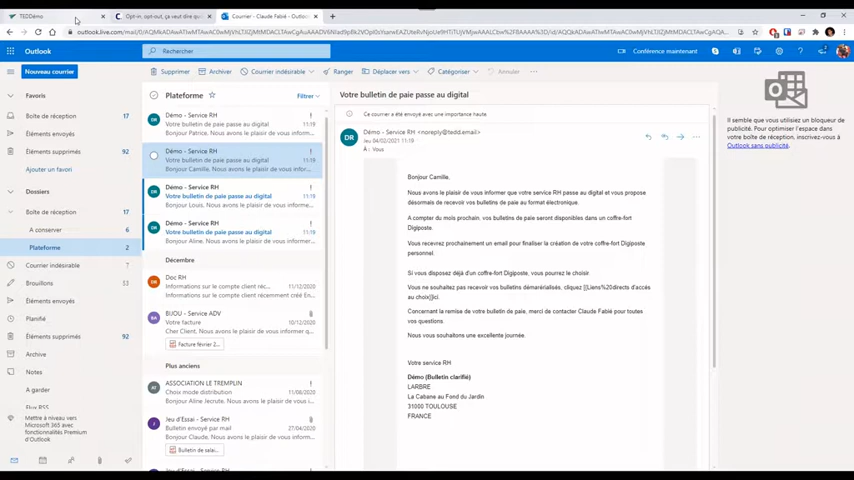 TEDDémo
Opt-in, opt-out, ça veut dire quoi
Courrier - Claude Fabié - Outlook
Outlook
Rechercher
Conférence maintenant
Nouveau courrier
Supprimer
Archiver
Courrier indésirable
Ranger
Déplacer vers
Catégoriser
Annuler
Favoris
Boîte de réception 17
Éléments envoyés
Éléments supprimés 92
Ajouter un favori
Dossiers
Boîte de réception 17
A conserver 6
Plateforme 2
Courrier indésirable 7
Brouillons 33
Éléments envoyés
Planifié
Éléments supprimés 92
Archive
Notes
A garder
Flux RSS
Mettre à niveau vers
Microsoft 365 avec
fonctionnalités Premium
d'Outlook
Plateforme
Filtrer
Démo - Service RH
Votre bulletin de paie passe au digital 11:19
Bonjour Patrice, Nous avons le plaisir de vous i...
Démo - Service RH
Votre bulletin de paie passe au digital 11:19
Bonjour Camille, Nous avons le plaisir de vous infor...
DR
Démo - Service RH
Votre bulletin de paie passe au digital 11:19
Bonjour Louis, Nous avons le plaisir de vous i...
DR
Démo - Service RH
Votre bulletin de paie passe au digital 11:19
Bonjour Aline, Nous avons le plaisir de vous i...
Décembre
Doc RH
Informations sur le compte client réc... 11/12/2020
Informations sur le compte client récemment créé En...
BA
BIJOU - Service ADV
Votre facture 10/12/2020
Cher Client, Nous avons le plaisir de vous informer q...
Facture février 2...
Plus anciens
AT
ASSOCIATION LE TREMPLIN
Choix mode distribution 11/08/2020
Bonjour Aline Jecrute, Nous avons le plaisir de vous i...
Jeu d'Essai - Service RH
Bulletin envoyé par mail 27/04/2020
Bonjour Claude, Nous avons le plaisir de vous inform...
Bulletin de salai...
Jeu d'Essai - Service RH
Votre bulletin de paie passe au digital
Ce courrier a été envoyé avec une importance haute.
DR
Démo - Service RH <noreply@tedd.email>
Jeu 04/02/2021 11:19
À : Vous
Bonjour Camille,
Nous avons le plaisir de vous informer que votre service RH passe au digital et vous propose
désormais de recevoir vos bulletins de paie au format électronique.
A compter du mois prochain, vos bulletins de paie seront disponibles dans un coffre-fort
Digiposte.
Vous recevrez prochainement un email pour finaliser la création de votre coffre-fort Digiposte
personnel.
Si vous disposez déjà d'un coffre-fort Digiposte, vous pourrez le choisir.
Vous ne souhaitez pas recevoir vos bulletins dématérialisés, cliquez [[Liens%20directs d'accès
au choix]]ici.
Concernant la remise de votre bulletin de paie, merci de contacter Claude Fabié pour toutes
vos questions.
Nous vous souhaitons une excellente journée.
Votre service RH
Démo (Bulletin clarifié)
LARBRE
La Cabane au Fond du Jardin
31000 TOULOUSE
FRANCE
Il semble que vous utilisiez un bloqueur de
publicité. Pour optimiser l'espace dans
votre boîte de réception, inscrivez-vous à
Outlook sans publicité.